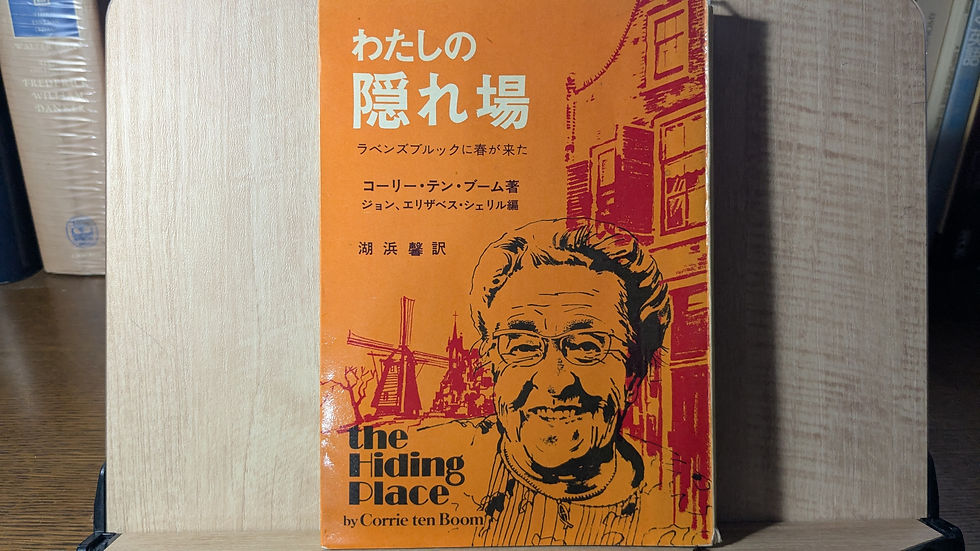 わたしの
隠れ場
ラベンズブルックに春が来た
コーリー・テン・ブーム著
ジョン、エリザベス・シェリル編
湖浜馨訳
the
Hiding
Place
by Corrie ten Boom